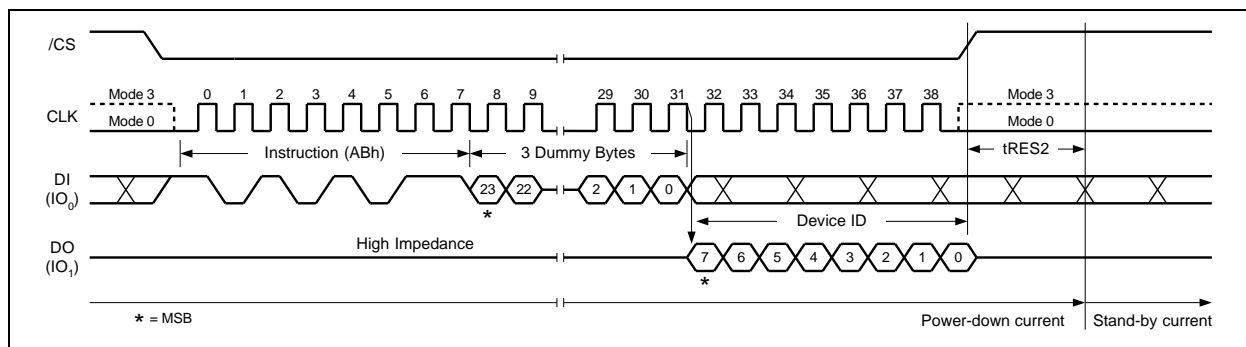 /CS
Mode 3 0 1 2 3 4 5 6 7 8 9 29 30 31 32 33 34 35 36 37 38 Mode 3
CLK
Mode 0 Mode 0
Instruction (ABh) 3 Dummy Bytes tRES2
DI
(IO0)
23 22 2 1 0
*
Device ID
High Impedance
DO
(IO1)
7 6 5 4 3 2 1 0
*
* = MSB
Power-down current Stand-by current